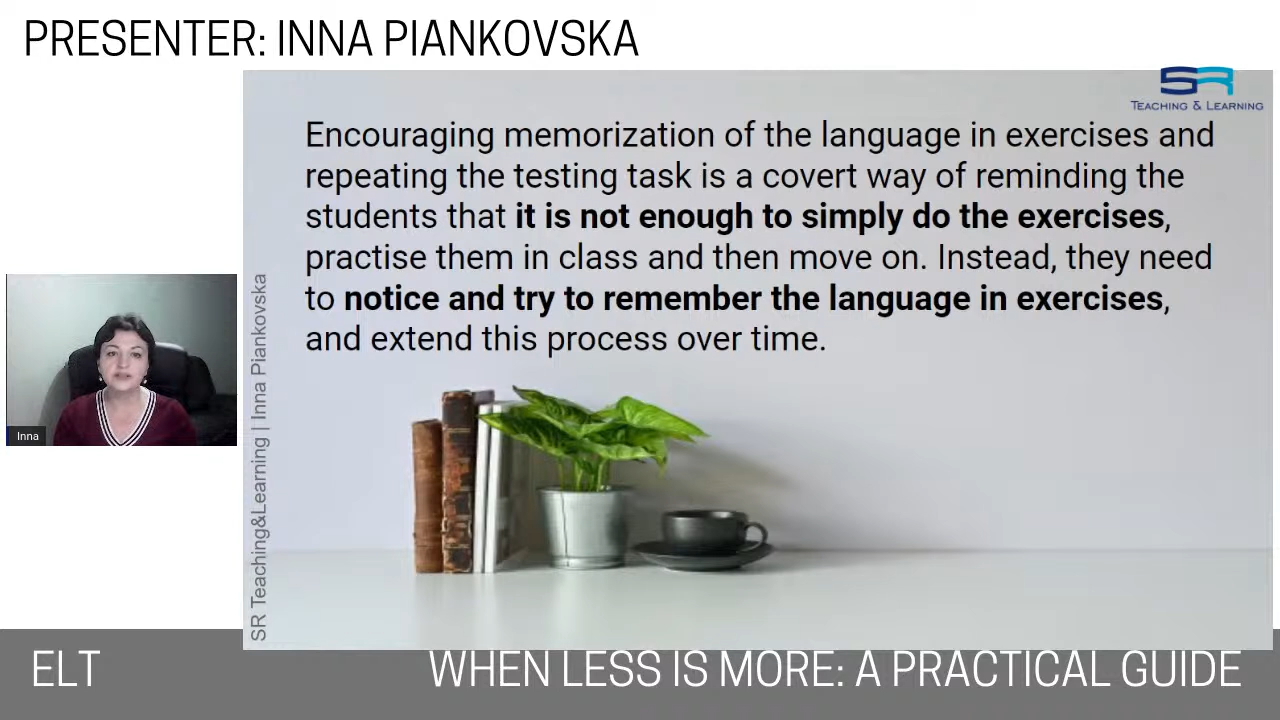 PRESENTER: INNA PIANKOVSKA
SR
TEACHING & LEARNING
Encouraging memorization of the language in exercises and
repeating the testing task is a covert way of reminding the
students that it is not enough to simply do the exercises,
practise them in class and then move on. Instead, they need
to notice and try to remember the language in exercises,
and extend this process over time.
SR Teaching&Learning | Inna Piankovska
Inna
ELT
WHEN LESS IS MORE: A PRACTICAL GUIDE